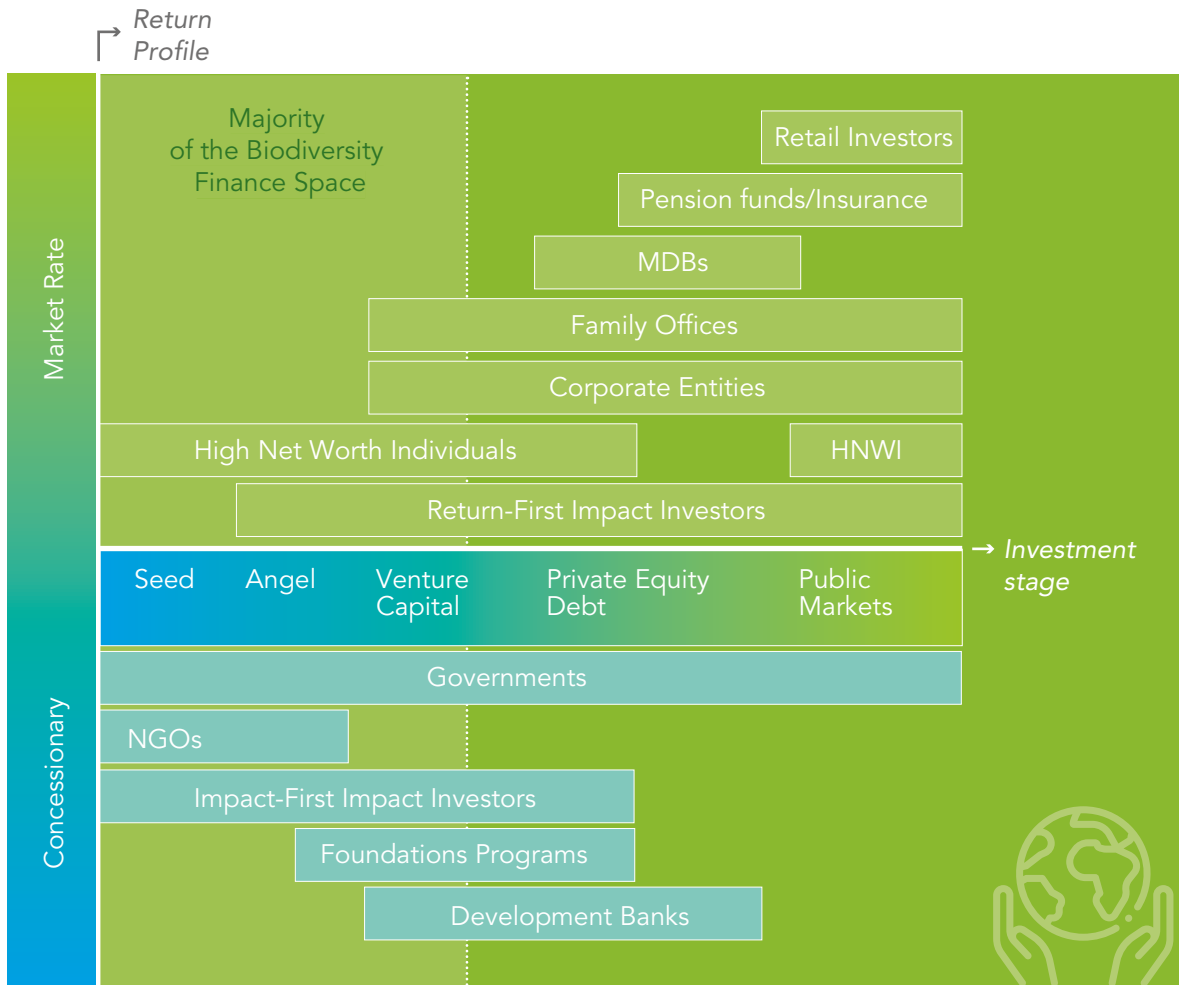 Return
Profile
Majority
of the Biodiversity
Finance Space
Retail Investors
Pension funds/Insurance
MDBs
Family Offices
Corporate Entities
High Net Worth Individuals
HNWI
Return-First Impact Investors
Market Rate
Investment
stage
Seed
Angel
Venture
Capital
Private Equity
Debt
Public
Markets
Governments
NGOs
Impact-First Impact Investors
Foundations Programs
Development Banks
Concessionary